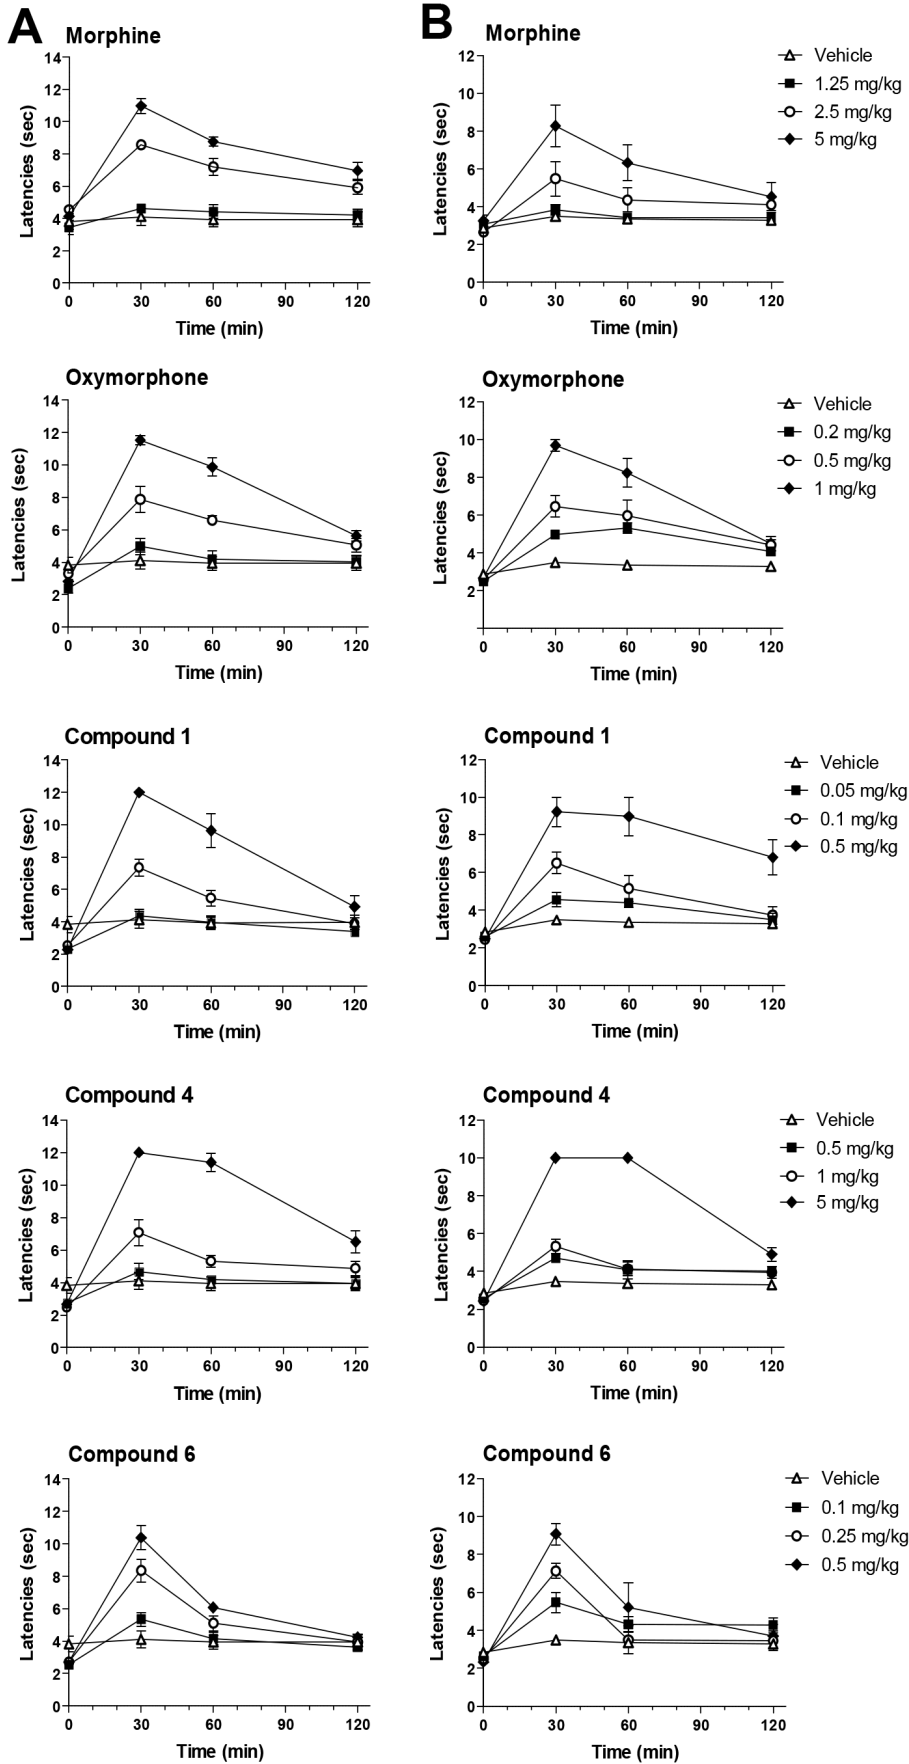 A
B
Morphine
Latencies (sec)
14
12
10
8
6
4
2
0
0 30 60 90 120
Time (min)
Morphine
Latencies (sec)
12
10
8
6
4
2
0
0 30 60 90 120
Time (min)
Vehicle
1.25 mg/kg
2.5 mg/kg
5 mg/kg
Oxymorphone
Latencies (sec)
14
12
10
8
6
4
2
0
0 30 60 90 120
Time (min)
Oxymorphone
Latencies (sec)
12
10
8
6
4
2
0 30 60 90 120
Time (min)
Vehicle
0.2 mg/kg
0.5 mg/kg
1 mg/kg
Compound 1
Latencies (sec)
14
12
10
8
6
4
2
0
0 30 60 90 120
Time (min)
Compound 1
Latencies (sec)
12
10
8
6
4
2
0
0 30 60 90 120
Time (min)
Vehicle
0.05 mg/kg
0.1 mg/kg
0.5 mg/kg
Compound 4
Latencies (sec)
14
12
10
8
6
4
2
0
0 30 60 90 120
Time (min)
Compound 4
Latencies (sec)
12
10
8
6
4
2
0
0 30 60 90 120
Time (min)
Vehicle
0.5 mg/kg
1 mg/kg
5 mg/kg
Compound 6
Latencies (sec)
14
12
10
8
6
4
2
0
0 30 60 90 120
Time (min)
Compound 6
Latencies (sec)
12
10
8
6
4
2
0
0 30 60 90 120
Time (min)
Vehicle
0.1 mg/kg
0.25 mg/kg
0.5 mg/kg